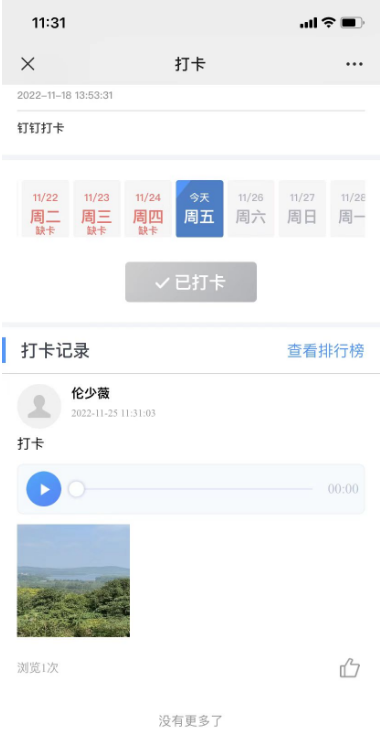 11:31
打卡
2022-11-18 13:53:31
钉钉打卡
11/22 11/23 11/24 今天 11/26 11/27 11/28
周二 周三 周四 周五 周六 周日 周一
缺卡 缺卡 缺卡
已打卡
打卡记录 查看排行榜
伦少薇
2022-11-25 11:31:03
打卡
00:00
浏览1次
没有更多了